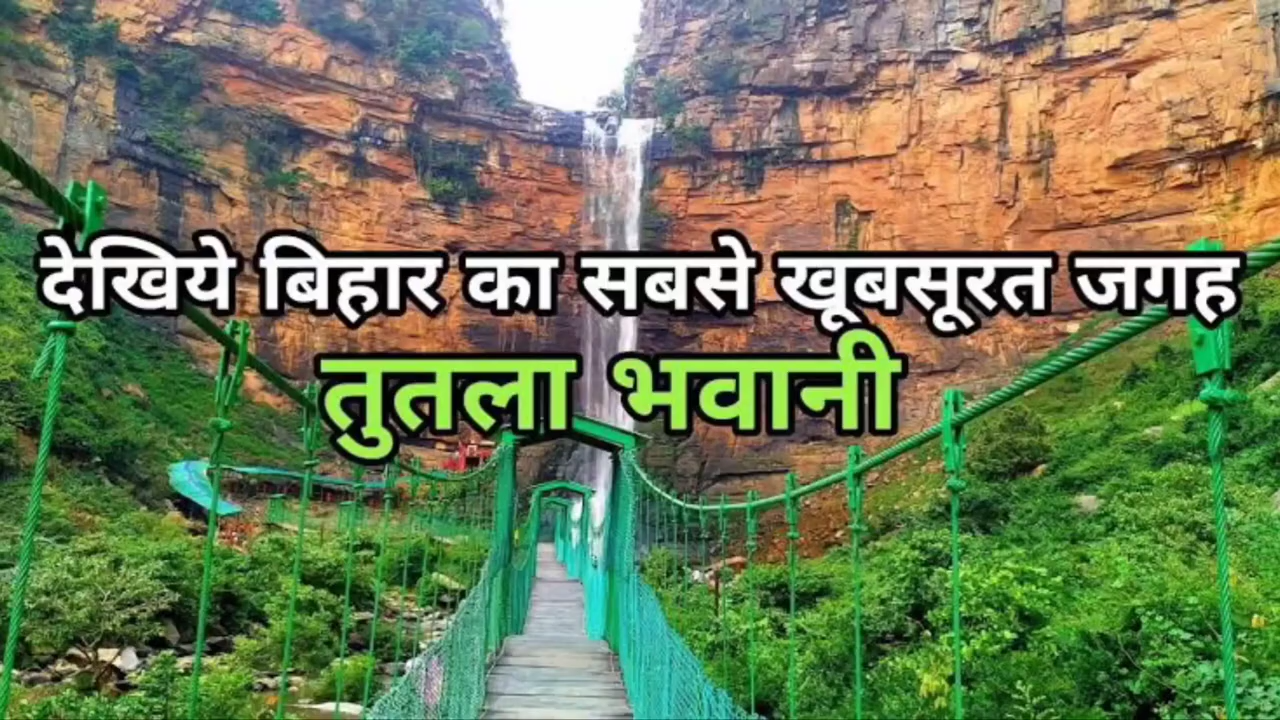 देखिये बिहार का सबसे खूबसूरत जगह
तुतला भवानी